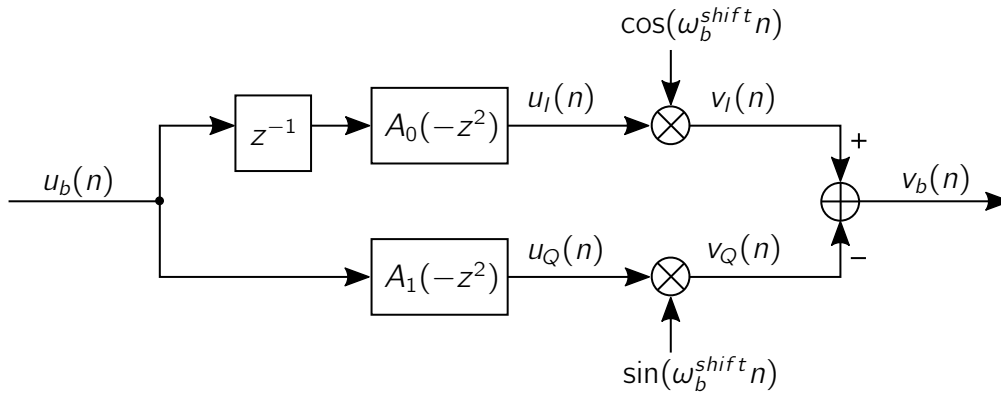 cos(ω_b^{shift} n)
u_I(n)
v_I(n)
z^{-1}
A_0(-z^2)
+
u_b(n)
v_b(n)
u_Q(n)
v_Q(n)
−
A_1(-z^2)
sin(ω_b^{shift} n)